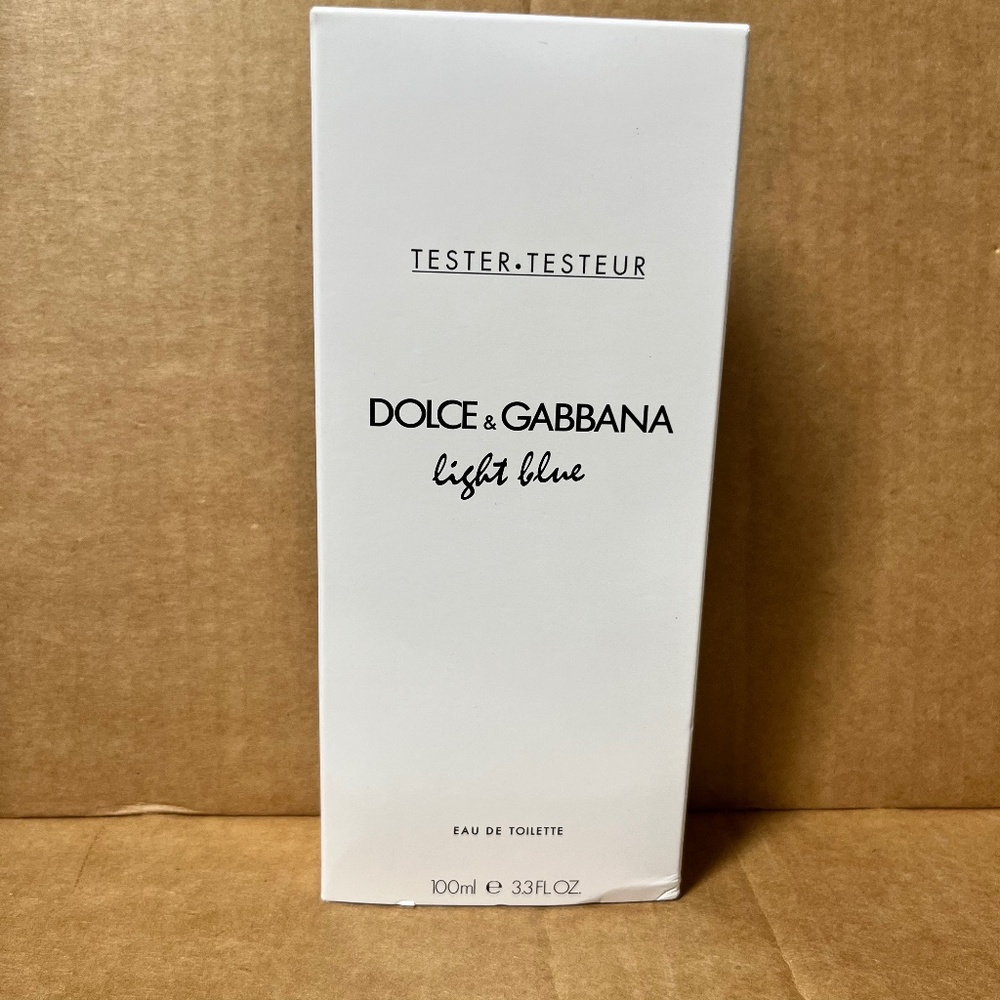 TESTER•TESTEUR
DOLCE & GABBANA
light blue
EAU DE TOILETTE
100ml ℮ 3.3 FL OZ.